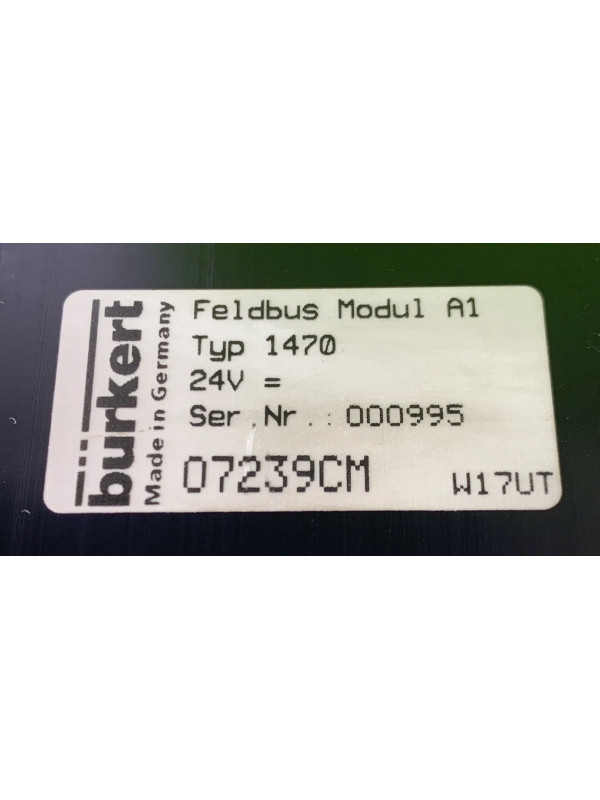 bürkert
Made in Germany
Feldbus Modul A1
Typ 1470
24V =
Ser.Nr.: 000995
07239CM
W17UT